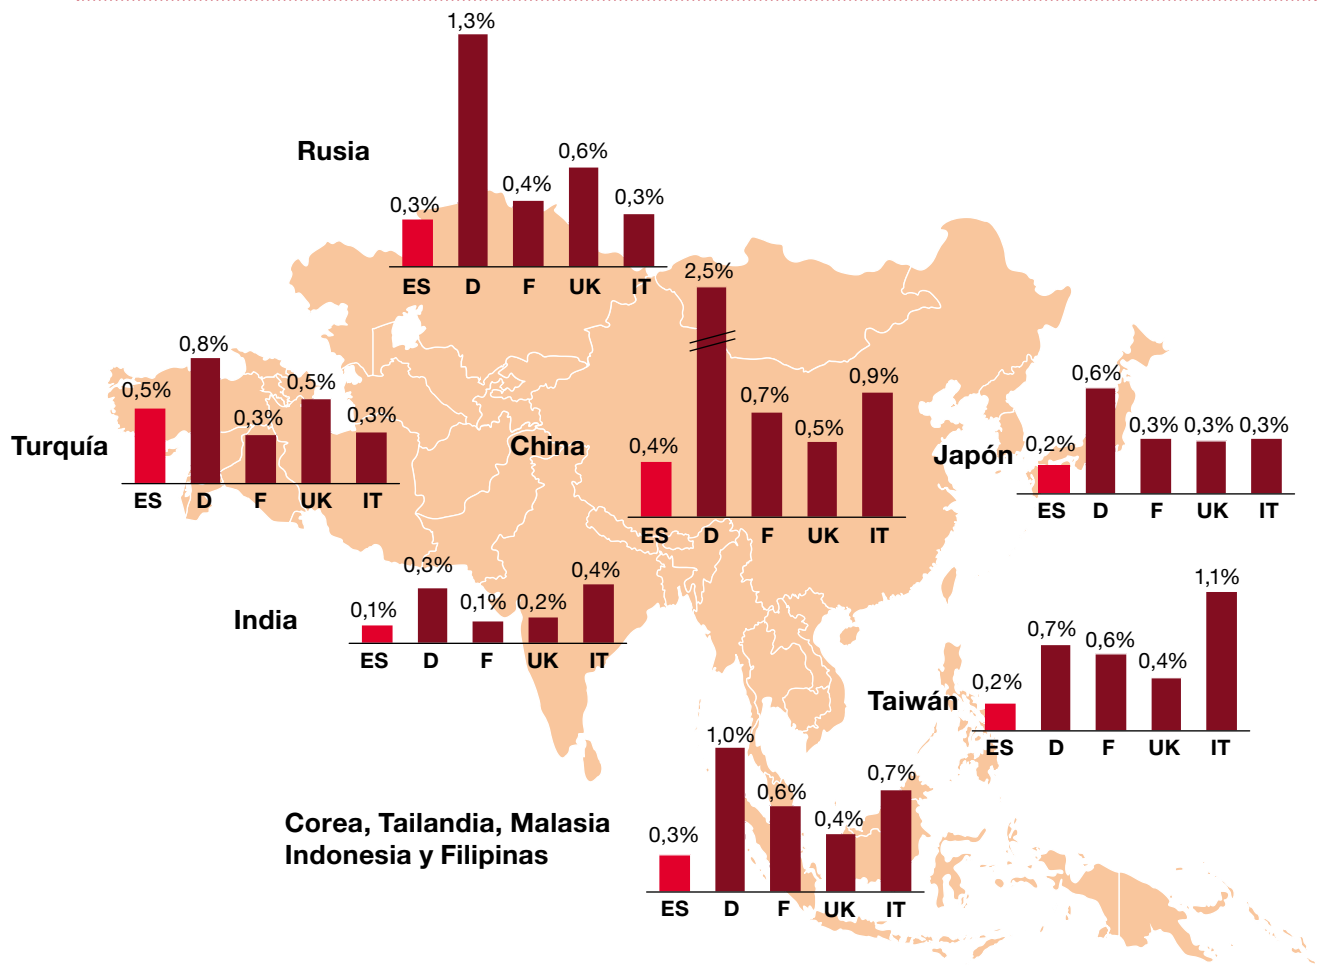 1,3%
Rusia
0,3%
0,4%
0,6%
0,3%
ES D F UK IT
2,5%
China
0,4%
0,7%
0,5%
0,9%
ES D F UK IT
Turquía
0,5%
0,8%
0,3%
0,5%
0,3%
ES D F UK IT
Japón
0,2%
0,6%
0,3% 0,3% 0,3%
ES D F UK IT
India
0,1%
0,3%
0,1%
0,2%
0,4%
ES D F UK IT
Taiwán
0,2%
0,7%
0,6%
0,4%
1,1%
ES D F UK IT
Corea, Tailandia, Malasia
Indonesia y Filipinas
0,3%
1,0%
0,6%
0,4%
0,7%
ES D F UK IT